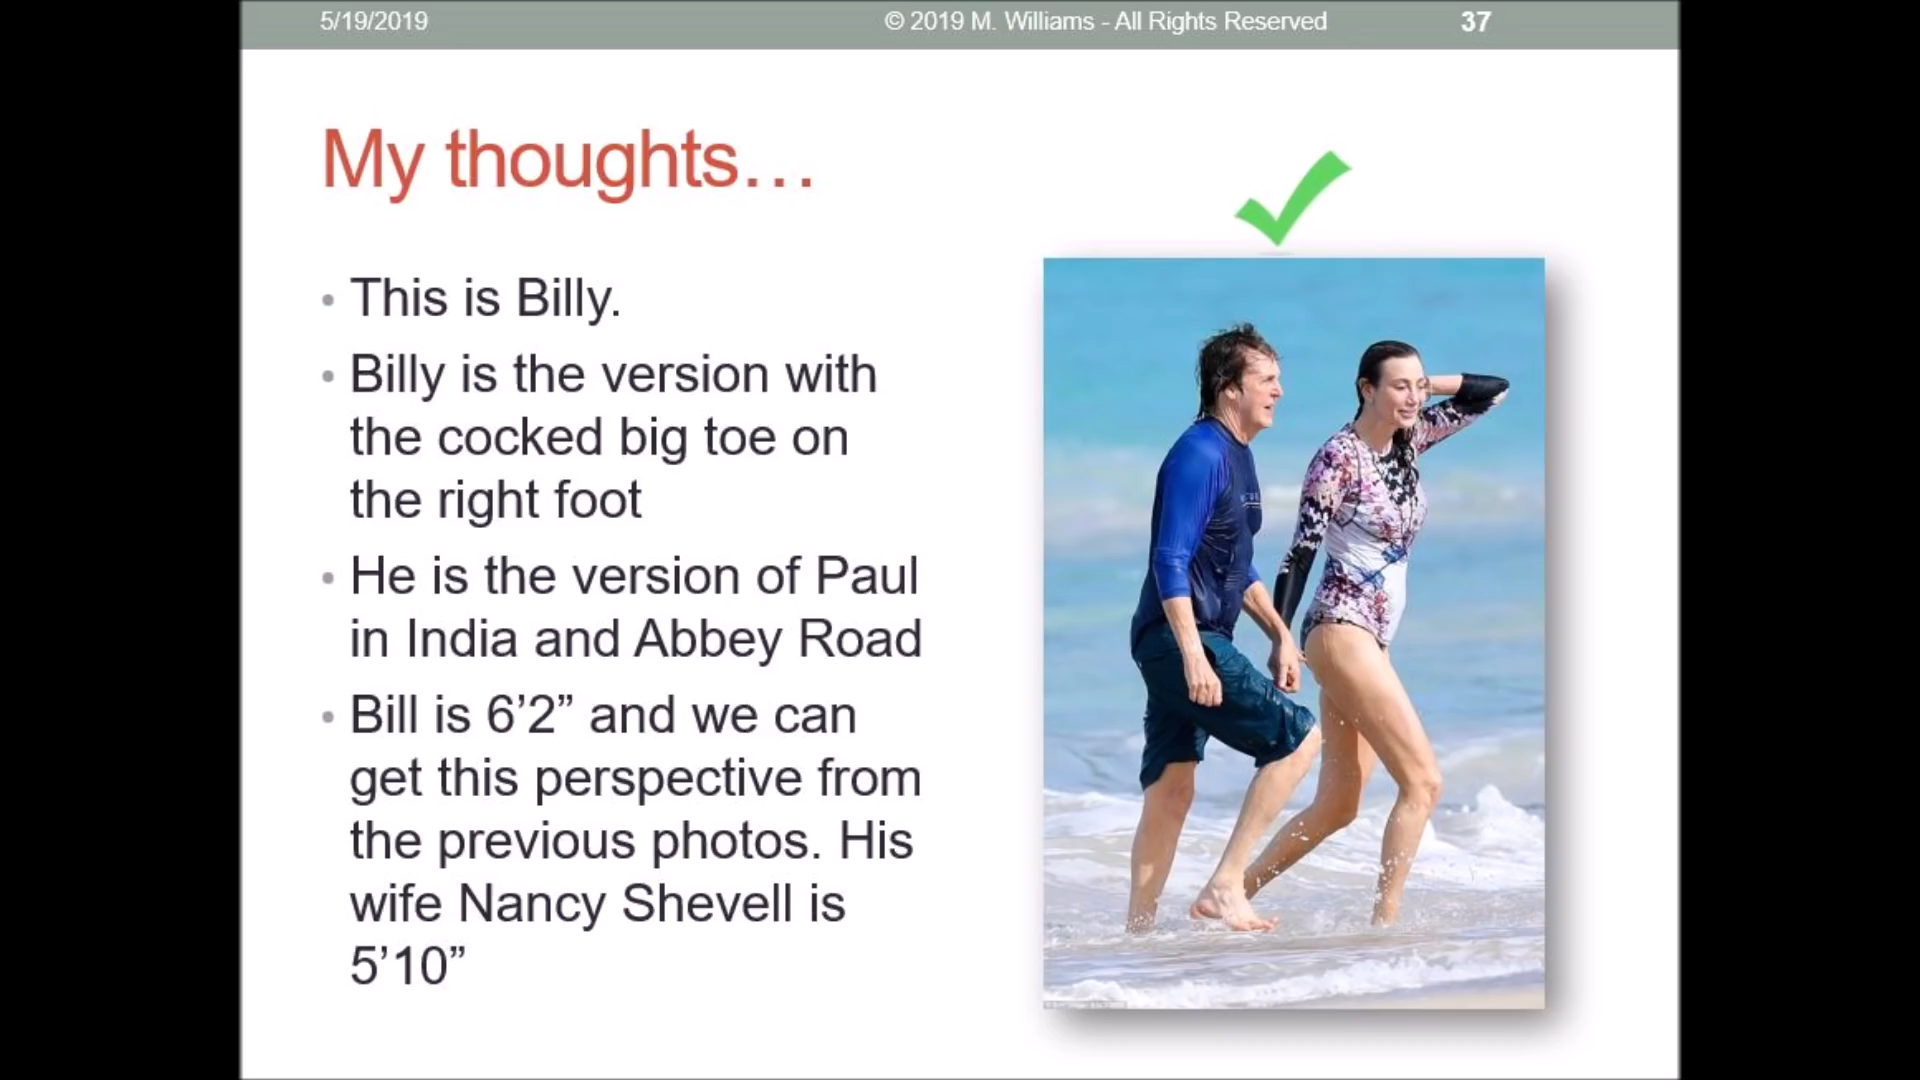 5/19/2019 © 2019 M. Williams - All Rights Reserved 37
My thoughts…
• This is Billy.
• Billy is the version with
the cocked big toe on
the right foot
• He is the version of Paul
in India and Abbey Road
• Bill is 6’2” and we can
get this perspective from
the previous photos. His
wife Nancy Shevell is
5’10”